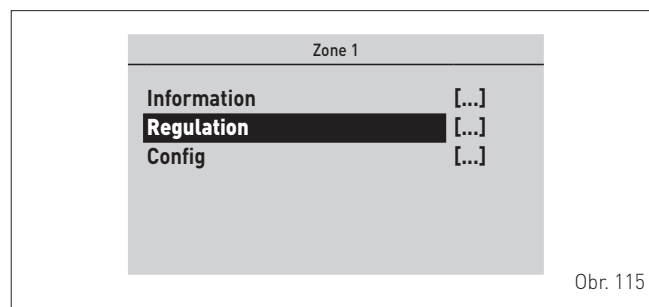 Zone 1
Information [...]
Regulation [...]
Config [...]
Obr. 115